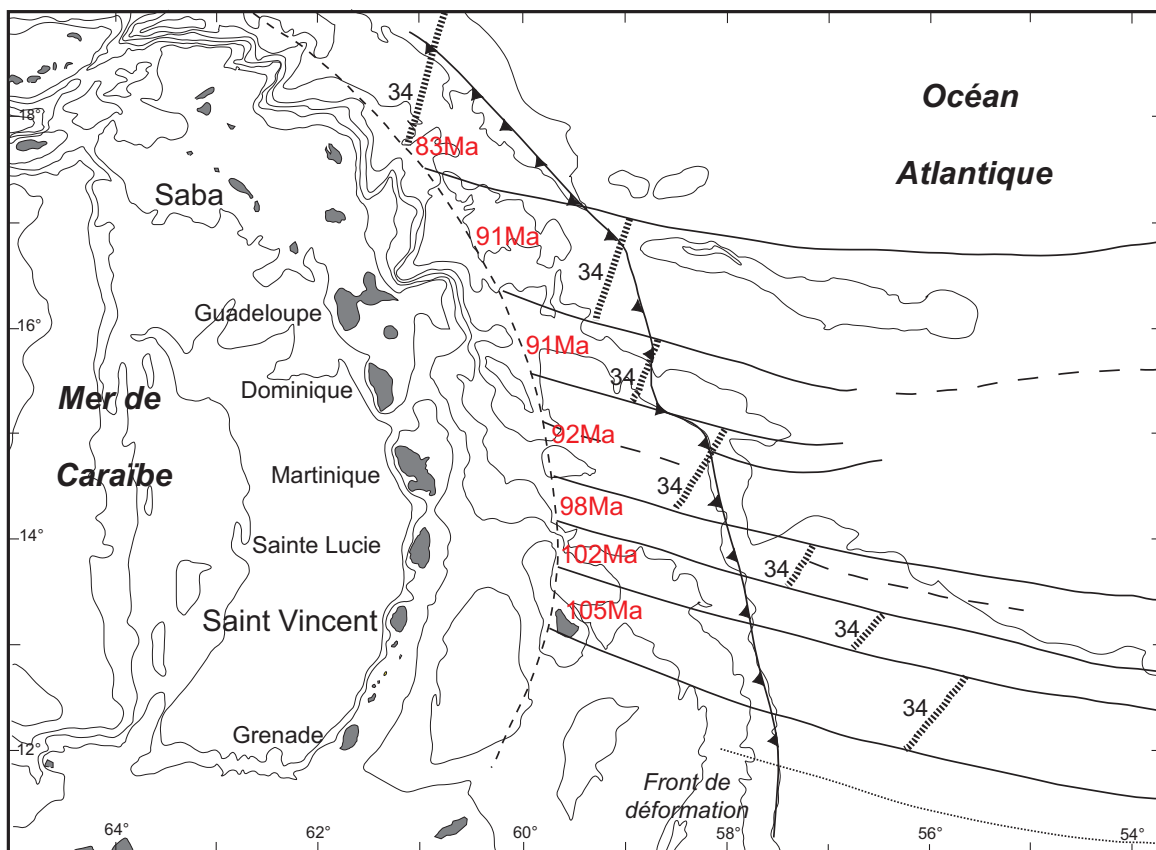 Océan
Atlantique
34
18°
83Ma
Saba
91Ma
34
Guadeloupe
16°
91Ma
34
Dominique
Mer de
Caraïbe
92Ma
Martinique
34
98Ma
14°
Sainte Lucie
102Ma
34
105Ma
Saint Vincent
34
34
Grenade
12°
Front de
déformation
64°
62°
60°
58°
56°
54°